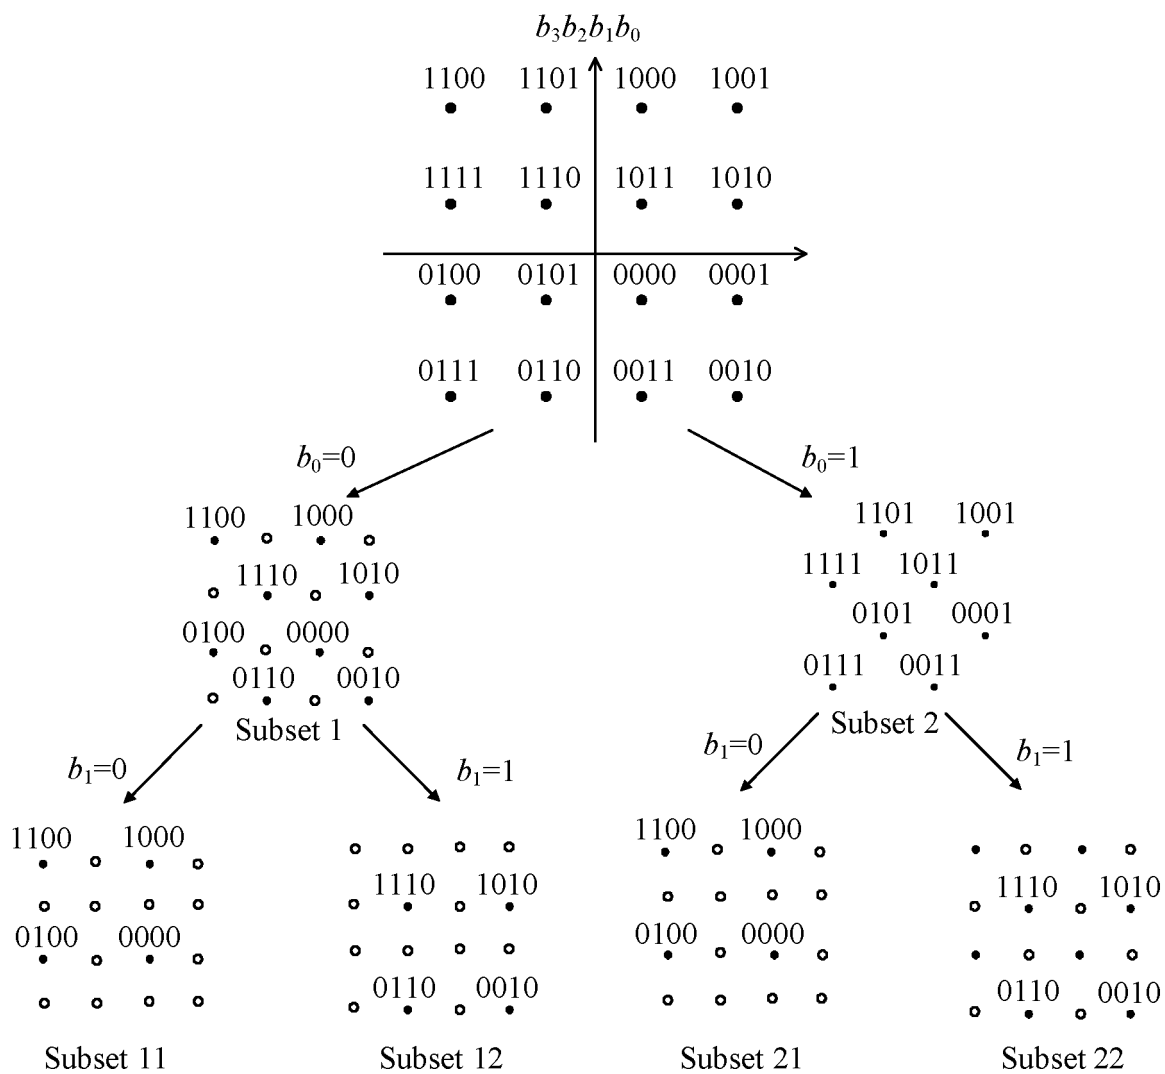 b₃b₂b₁b₀
1100 1101 1000 1001
1111 1110 1011 1010
0100 0101 0000 0001
0111 0110 0011 0010
b₀=0
b₀=1
1100 1000
1110 1010
0100 0000
0110 0010
Subset 1
1101 1001
1111 1011
0101 0001
0111 0011
Subset 2
b₁=0
b₁=1
b₁=0
b₁=1
1100 1000
0100 0000
Subset 11
1110 1010
0110 0010
Subset 12
1100 1000
0100 0000
Subset 21
1110 1010
0110 0010
Subset 22